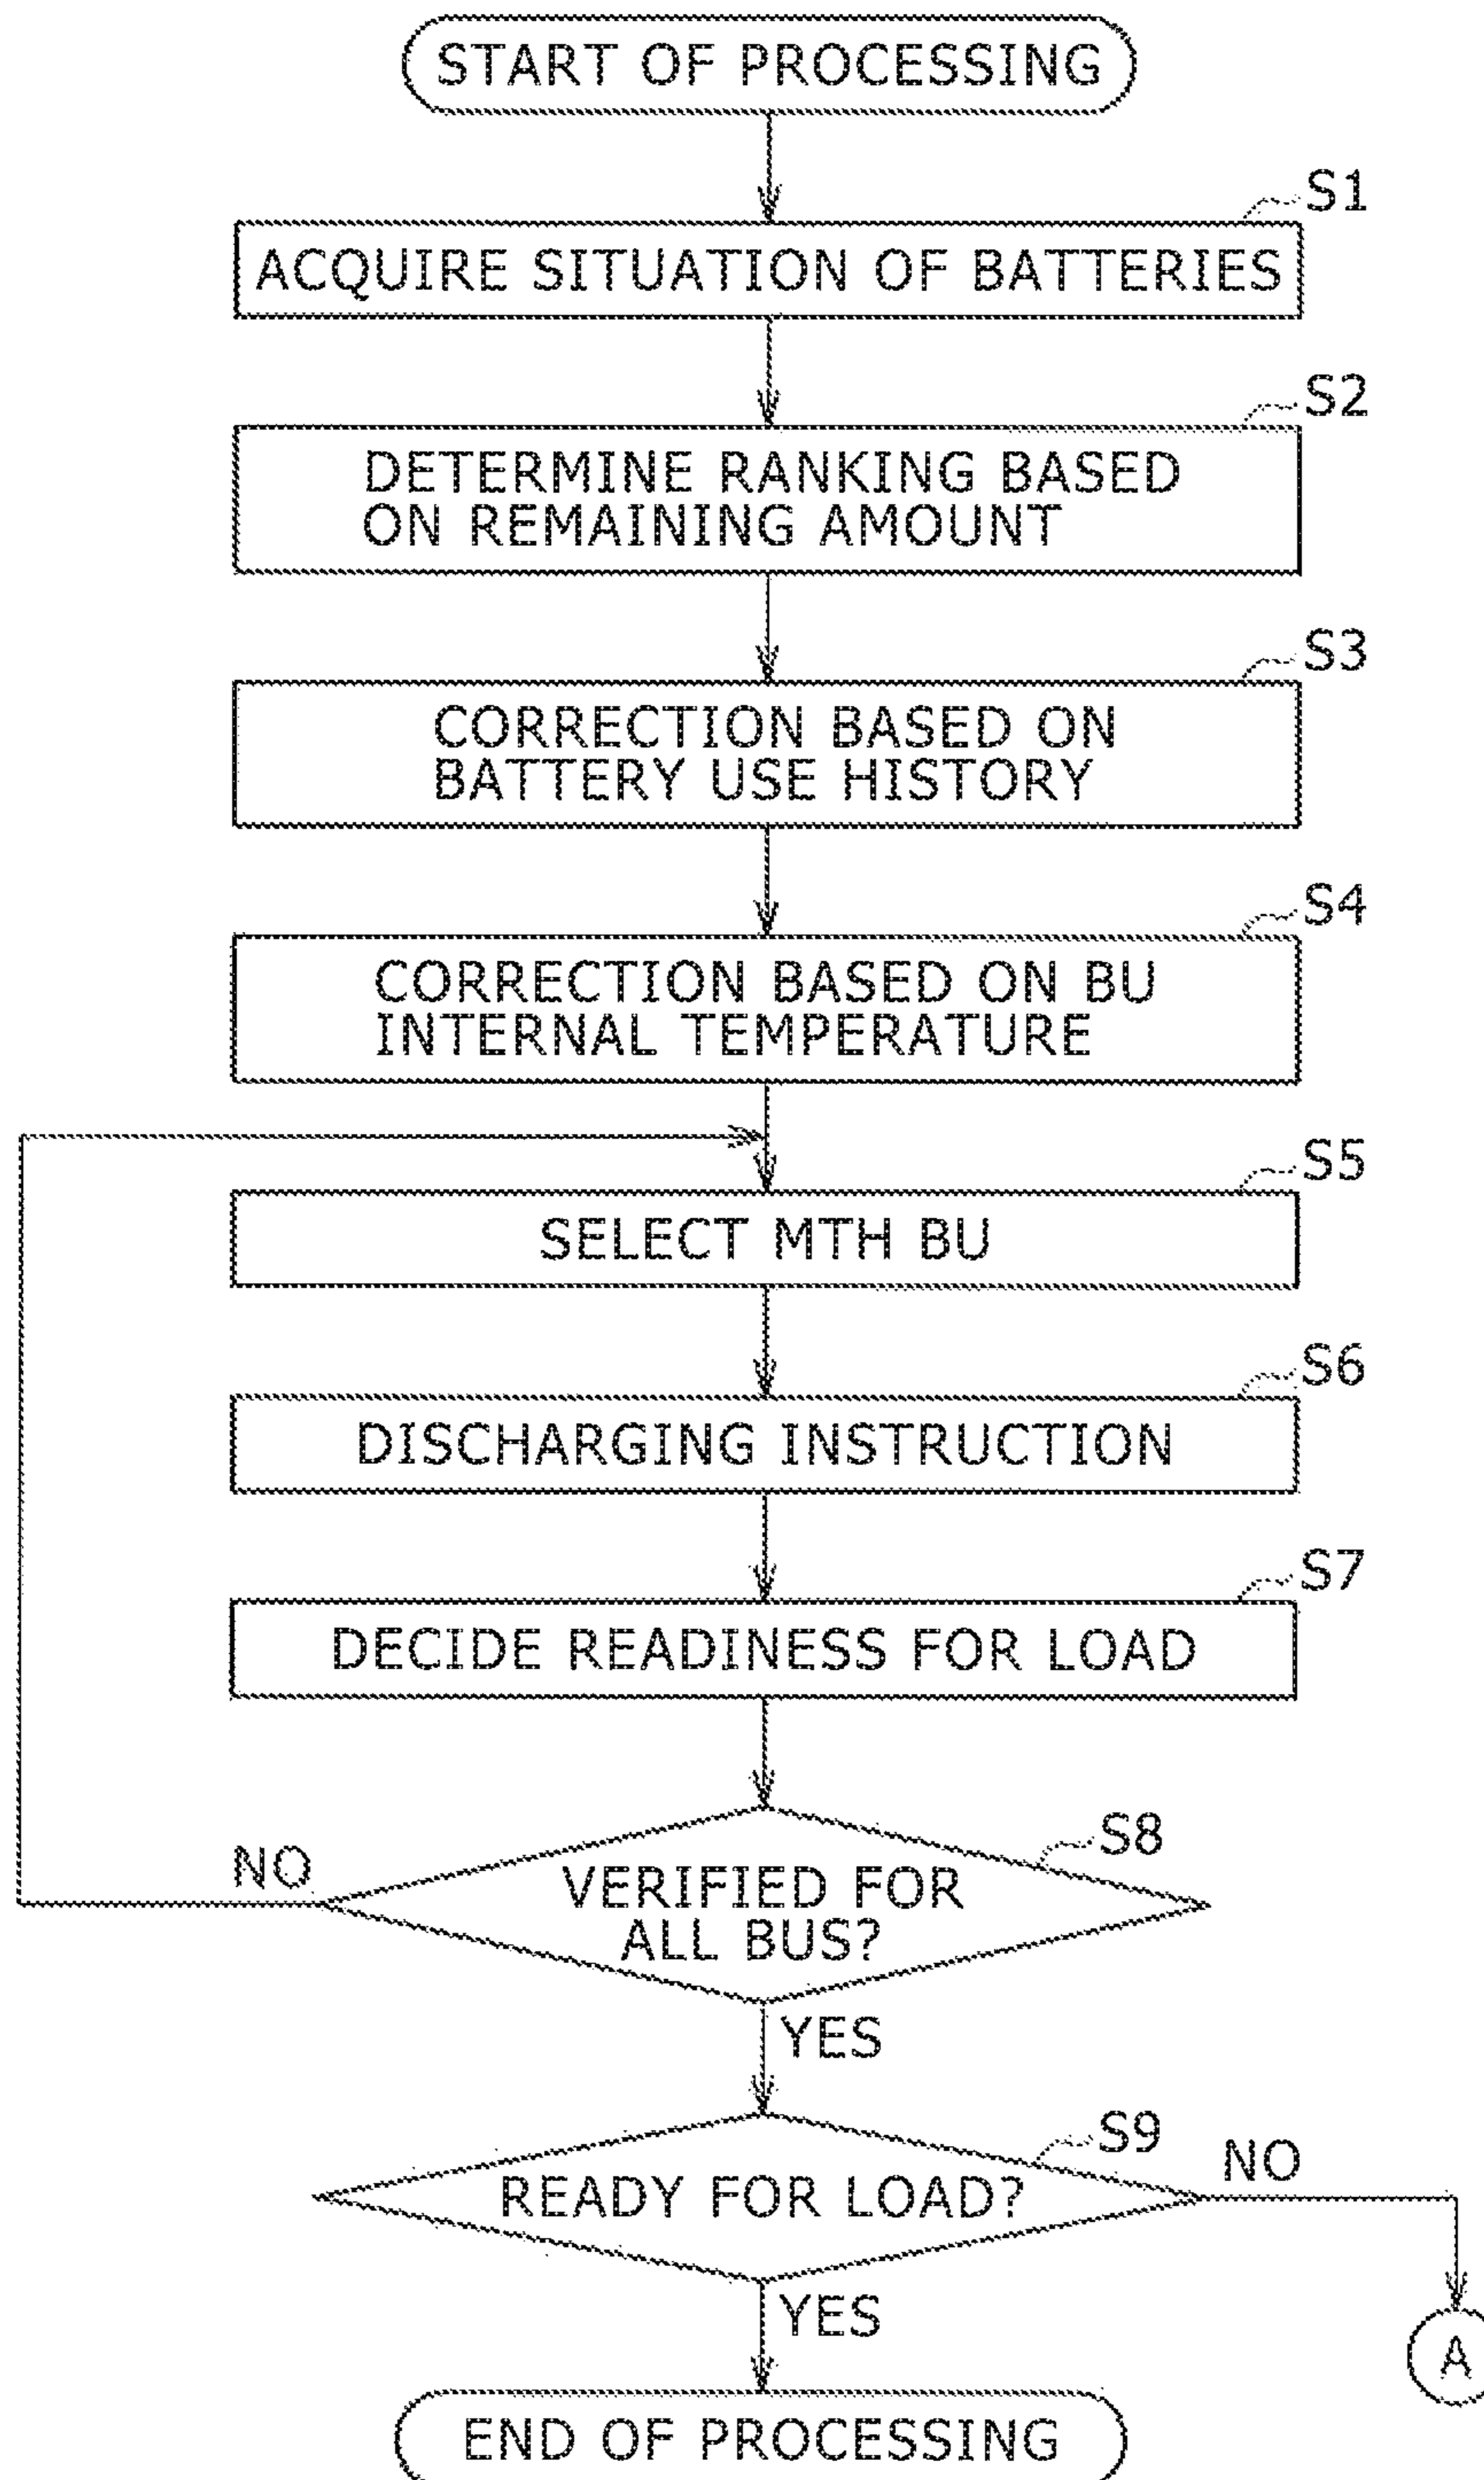 START OF PROCESSING
S1
ACQUIRE SITUATION OF BATTERIES
S2
DETERMINE RANKING BASED
ON REMAINING AMOUNT
S3
CORRECTION BASED ON
BATTERY USE HISTORY
S4
CORRECTION BASED ON BU
INTERNAL TEMPERATURE
S5
SELECT MTH BU
S6
DISCHARGING INSTRUCTION
S7
DECIDE READINESS FOR LOAD
S8
NO
VERIFIED FOR
ALL BUS?
YES
S9
NO
READY FOR LOAD?
YES
A
END OF PROCESSING